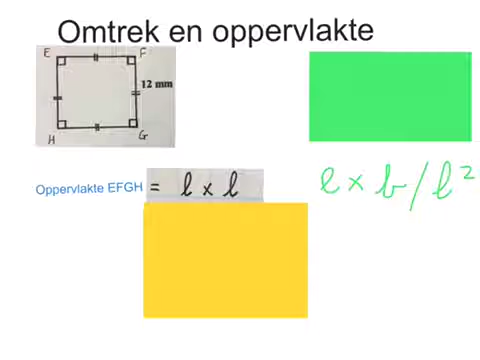 Omtrek en oppervlakte
E F
12 mm
H G
Oppervlakte EFGH = l x l
l x b / l²